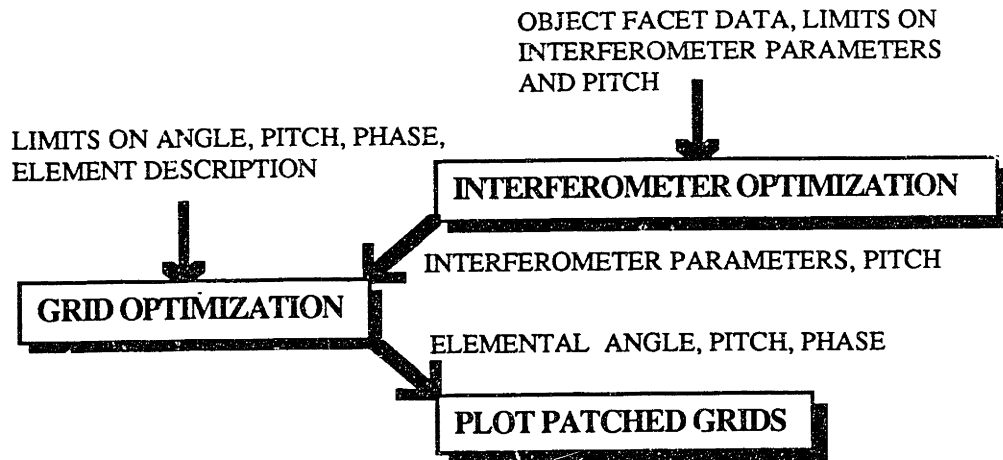 OBJECT FACET DATA, LIMITS ON
INTERFEROMETER PARAMETERS
AND PITCH
LIMITS ON ANGLE, PITCH, PHASE,
ELEMENT DESCRIPTION
INTERFEROMETER OPTIMIZATION
INTERFEROMETER PARAMETERS, PITCH
GRID OPTIMIZATION
ELEMENTAL ANGLE, PITCH, PHASE
PLOT PATCHED GRIDS